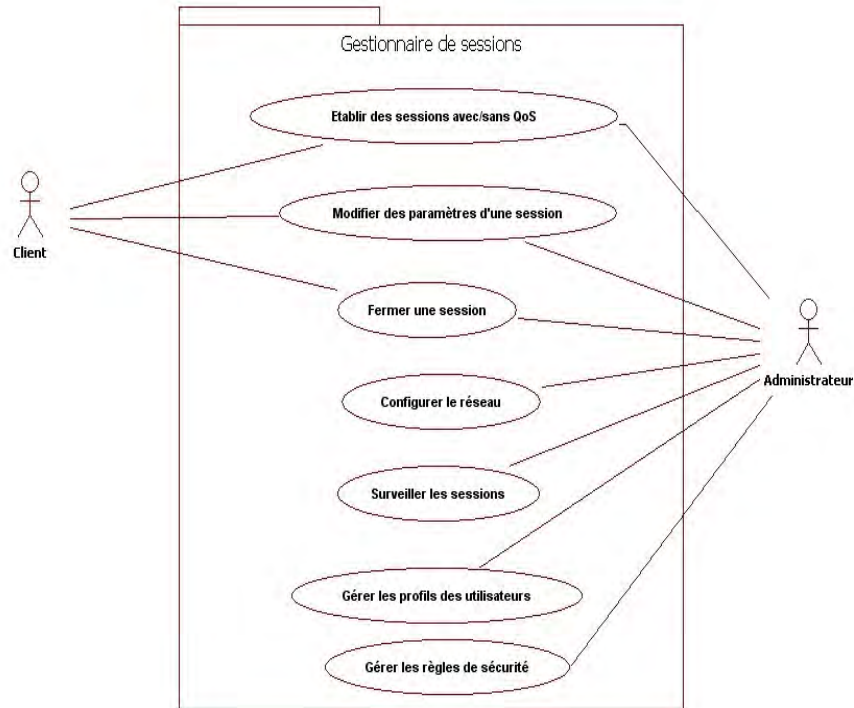 Gestionnaire de sessions
Etablir des sessions avec/sans QoS
Modifier des paramètres d'une session
Client
Fermer une session
Administrateur
Configurer le réseau
Surveiller les sessions
Gérer les profils des utilisateurs
Gérer les règles de sécurité